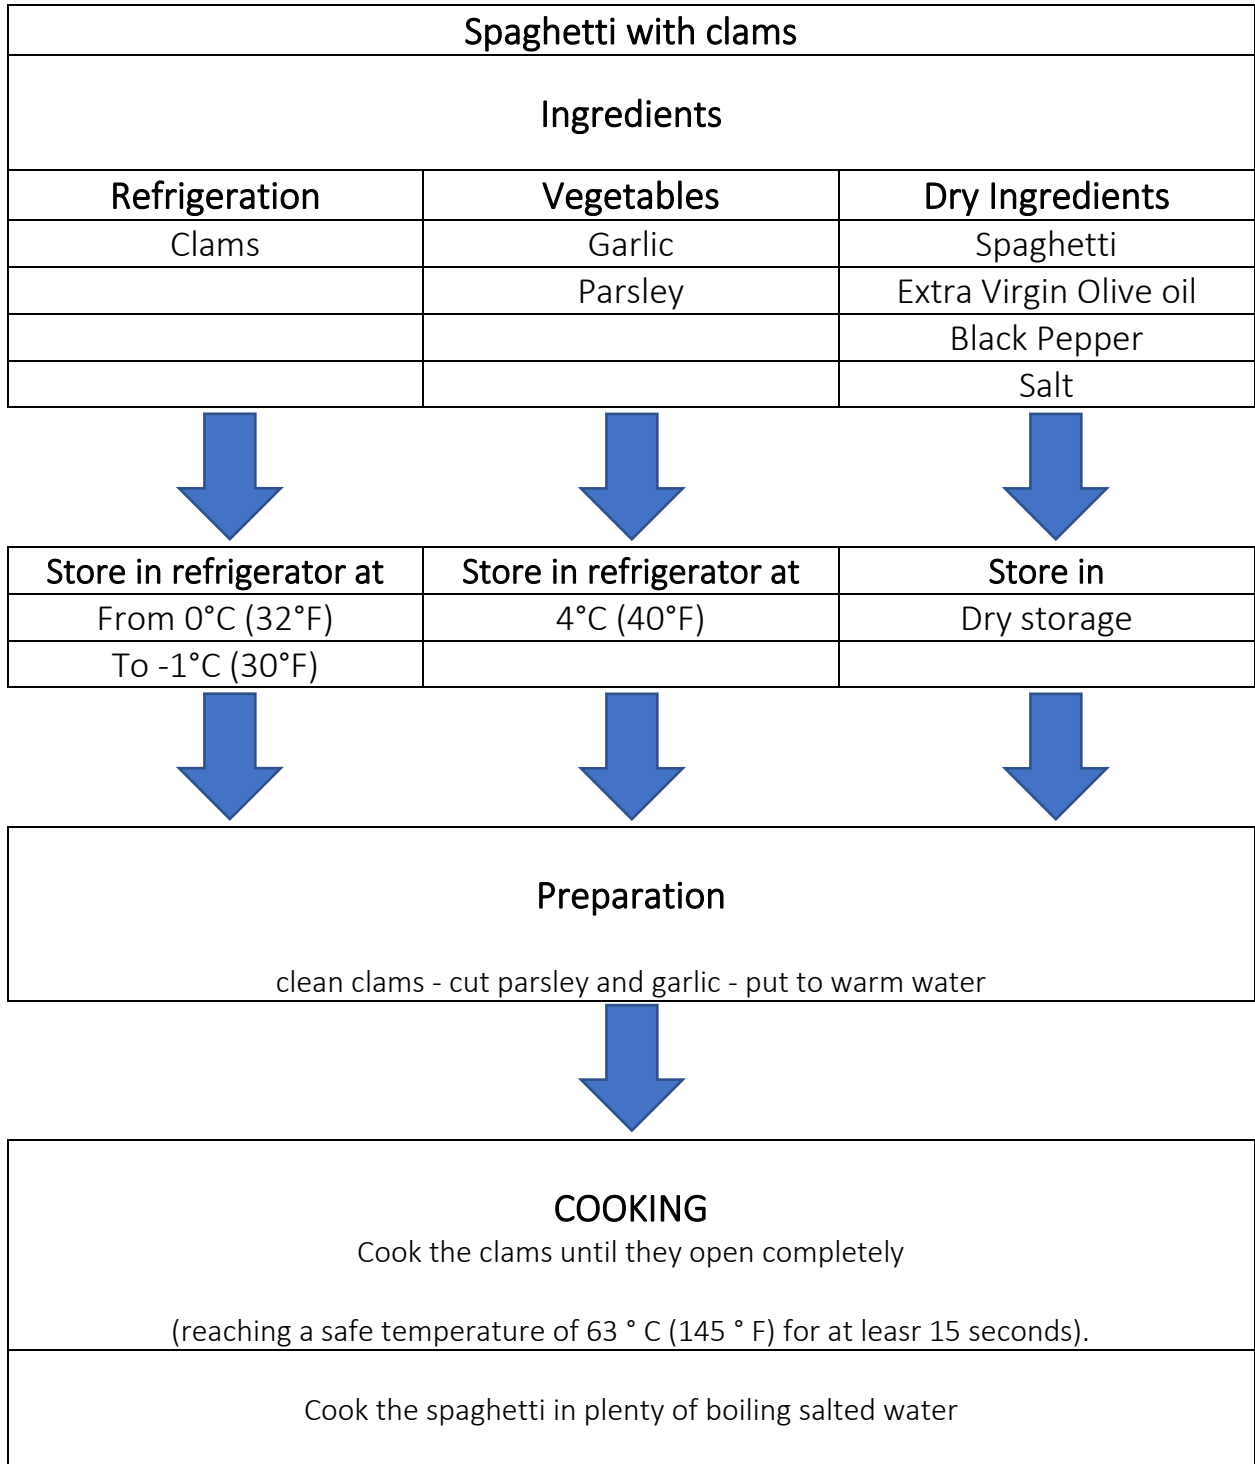 Spaghetti with clams
Ingredients
Refrigeration Vegetables Dry Ingredients
Clams Garlic Spaghetti
Parsley Extra Virgin Olive oil
Black Pepper
Salt
Store in refrigerator at Store in refrigerator at Store in
From 0°C (32°F) 4°C (40°F) Dry storage
To -1°C (30°F)
Preparation
clean clams - cut parsley and garlic - put to warm water
COOKING
Cook the clams until they open completely
(reaching a safe temperature of 63 ° C (145 ° F) for at leasr 15 seconds).
Cook the spaghetti in plenty of boiling salted water